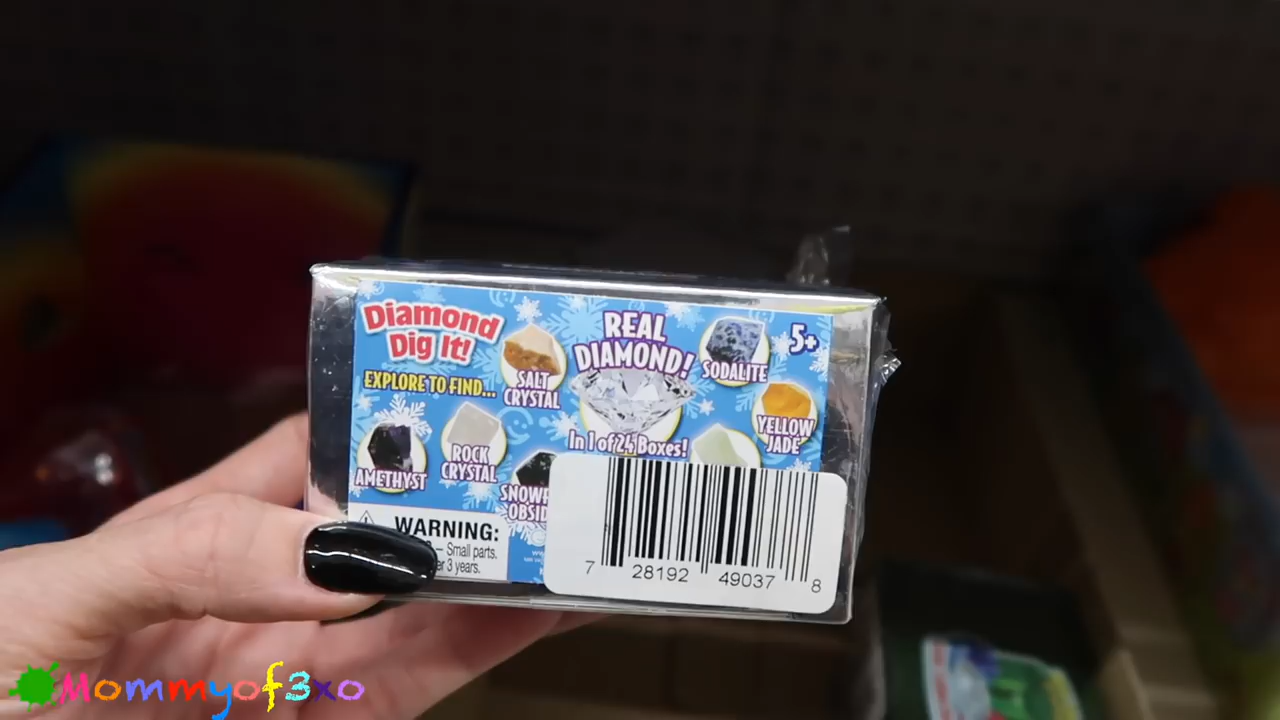 Diamond
Dig It!
EXPLORE TO FIND...
SALT
CRYSTAL
REAL
DIAMOND!
In 1 of 24 Boxes!
SODALITE
5+
YELLOW
JADE
AMETHYST
ROCK
CRYSTAL
WARNING:
– Small parts.
3 years.
7 28192 49037 8
Mommyof3xo